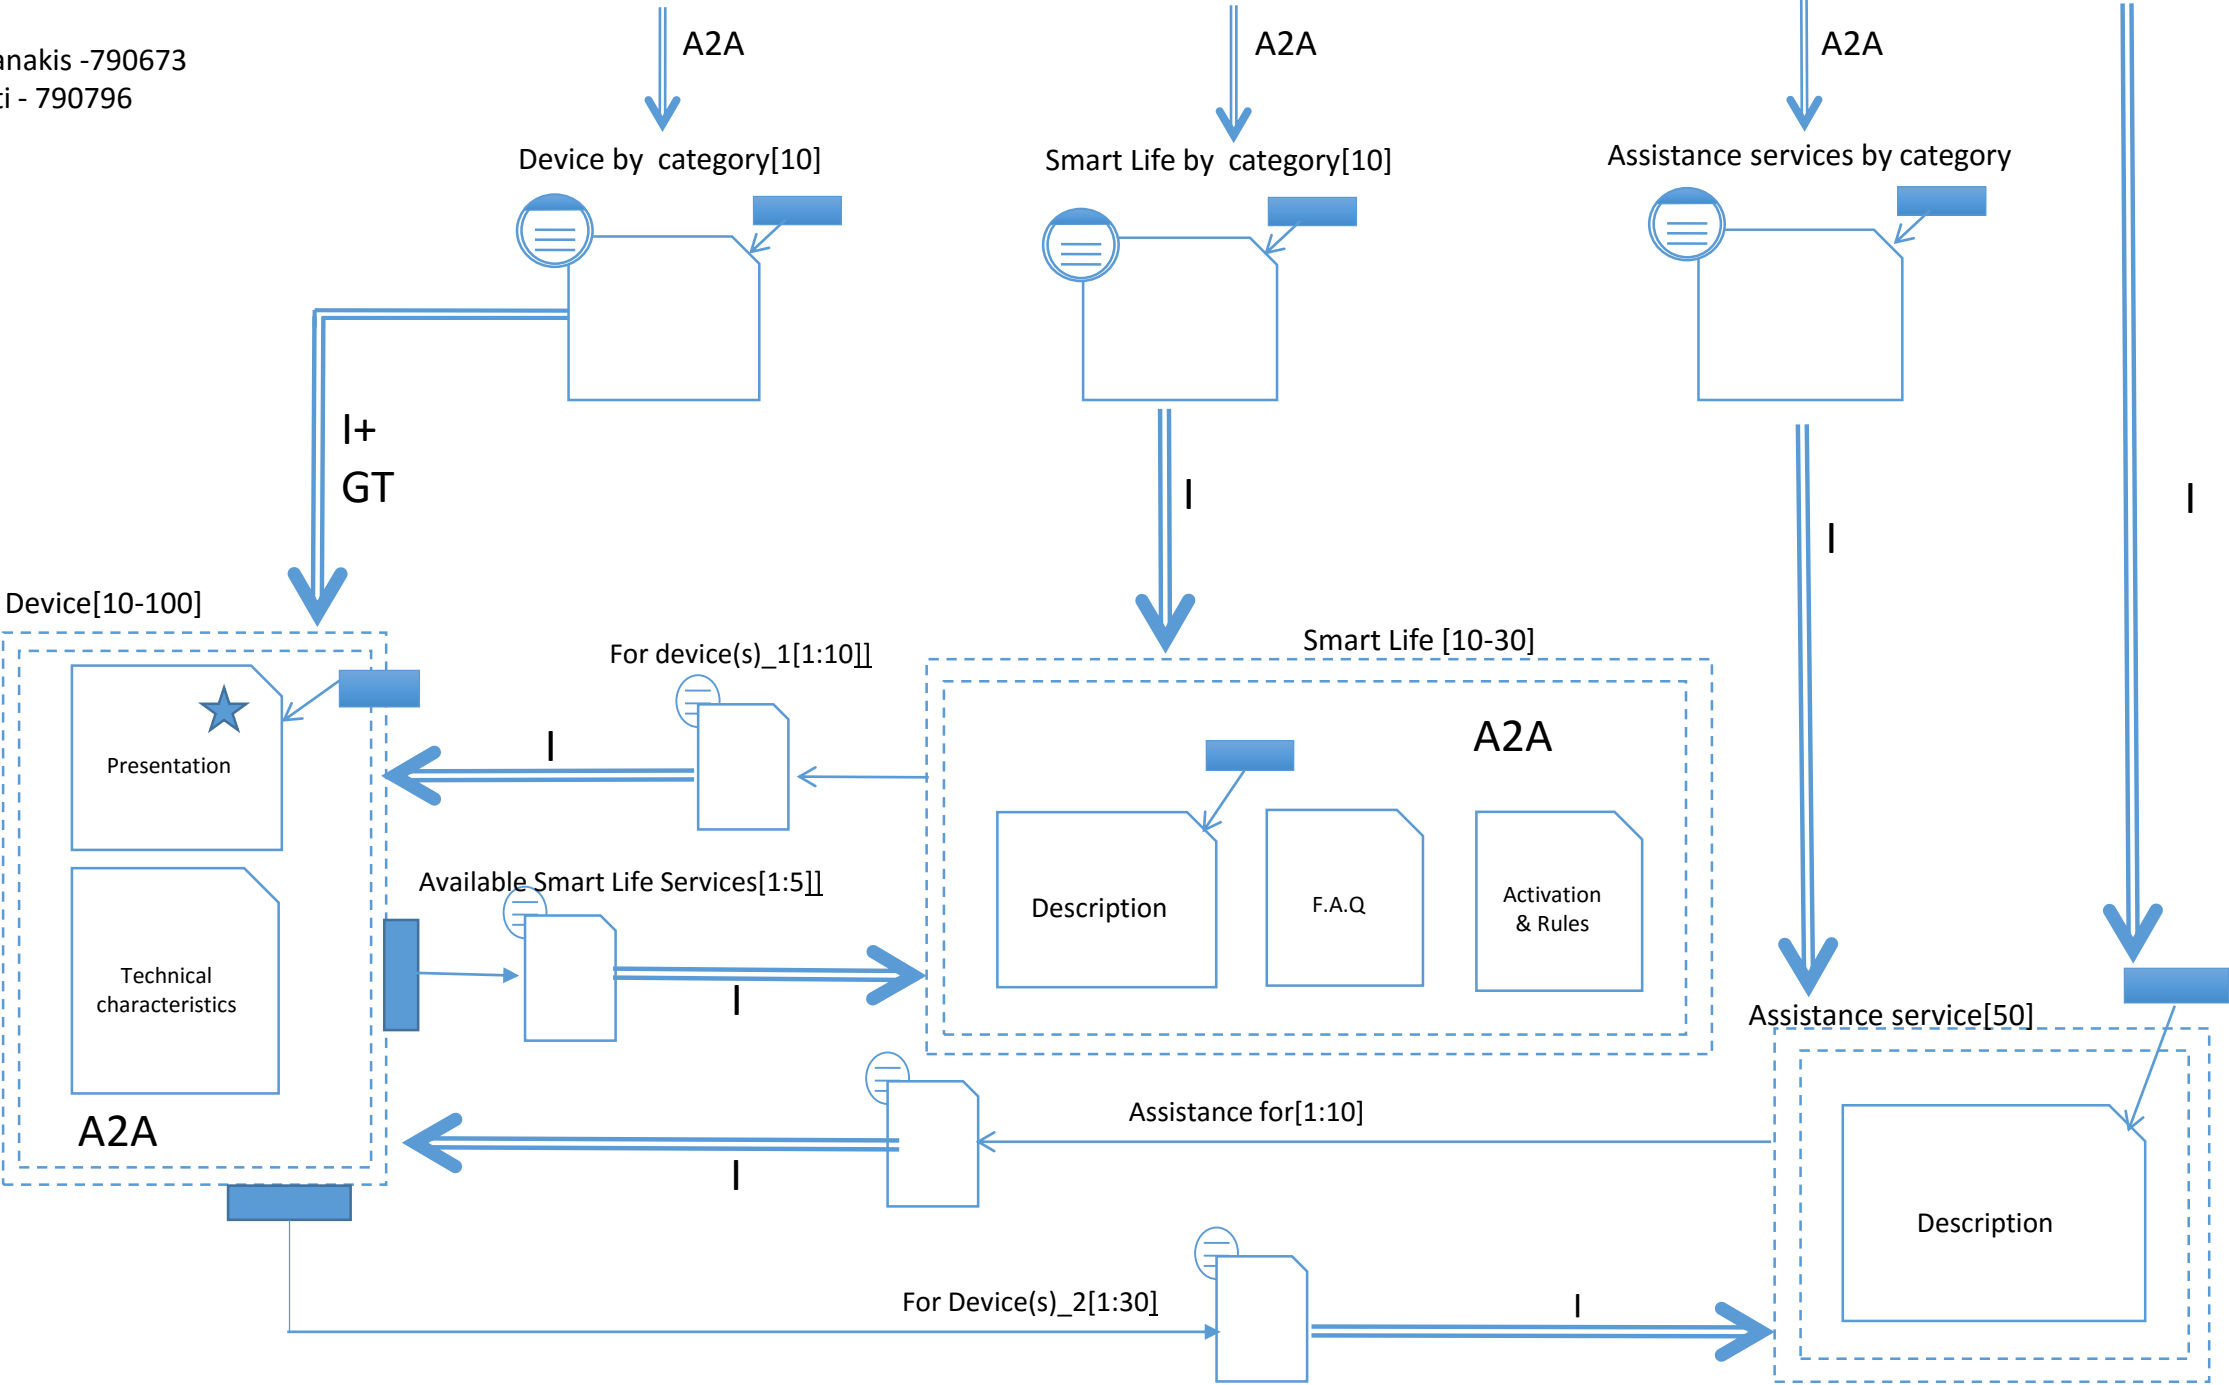 A2A
A2A
A2A
anakis -790673
ti - 790796
Device by category[10]
Smart Life by category[10]
Assistance services by category
I+
GT
I
I
I
Device[10-100]
For device(s)_1[1:10]]
Smart Life [10-30]
Presentation
I
A2A
Available Smart Life Services[1:5]]
Description
F.A.Q
Activation
& Rules
Technical
characteristics
I
Assistance service[50]
A2A
Assistance for[1:10]
I
Description
For Device(s)_2[1:30]
I